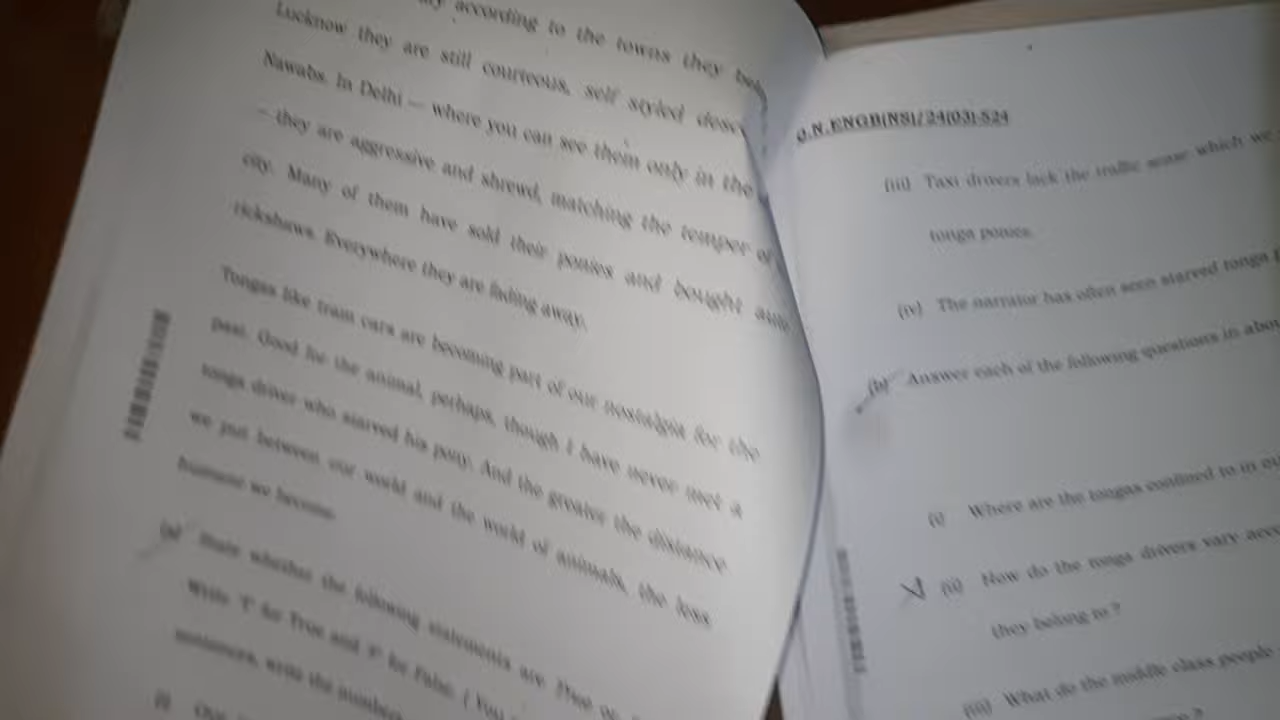 according to the towns they
Lucknow they are still courteous, self styled
Nawabs. In Delhi — where you can see them only in the
– they are aggressive and shrewd, matching the temper of
city. Many of them have sold their ponies and bought auto
rickshaws. Everywhere they are fading away.
Tongas like tram cars are becoming part of our nostalgia for the
past. Good for the animal, perhaps, though I have never met a
tonga driver who starved his pony. And the greater the distance
we put between our world and the world of animals, the less
humane we become.
(a) State whether the following statements are True or
Write 'T' for True and 'F' for False. ( You
sentences, write the number
(i)
Q.N. ENGB(NS)/24(03)-524
(iii) Taxi drivers lack the traffic sense which we
tonga ponies.
(iv) The narrator has often seen starved tonga
(b) Answer each of the following questions in
(i) Where are the tongas confined to in
(ii) How do the tonga drivers vary
they belong to ?
(iii) What do the middle class people